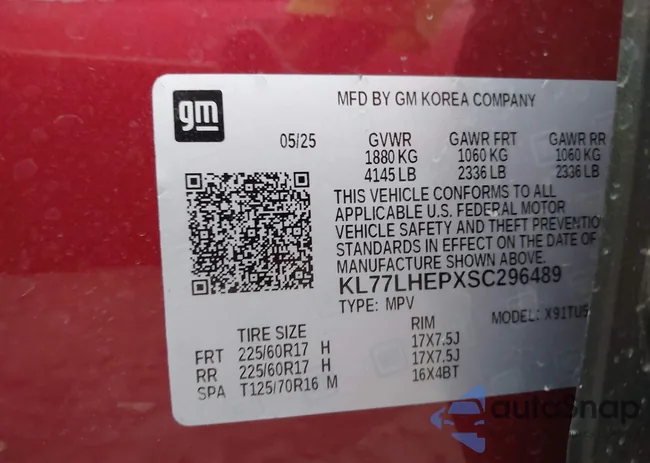 gm
MFD BY GM KOREA COMPANY
05/25 GVWR GAWR FRT GAWR RR
1880 KG 1060 KG 1060 KG
4145 LB 2336 LB 2336 LB
THIS VEHICLE CONFORMS TO ALL
APPLICABLE U.S. FEDERAL MOTOR
VEHICLE SAFETY AND THEFT PREVENTIO
STANDARDS IN EFFECT ON THE DATE OF
MANUFACTURE SHOWN ABOVE.
KL77LHEPXSC296489
TYPE: MPV MODEL: X91TUS
TIRE SIZE RIM
FRT 225/60R17 H 17X7.5J
RR 225/60R17 H 17X7.5J
SPA T125/70R16 M 16X4BT
autoSnap